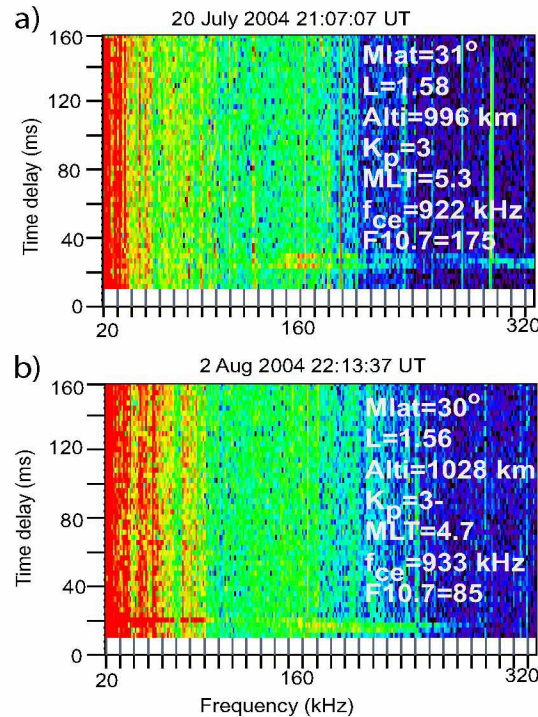 a)
20 July 2004 21:07:07 UT
160
120
80
40
0
Time delay (ms)
Mlat=31°
L=1.58
Alti=996 km
Kp=3
MLT=5.3
fce=922 kHz
F10.7=175
20
160
320
b)
2 Aug 2004 22:13:37 UT
160
120
80
40
0
Time delay (ms)
Mlat=30°
L=1.56
Alti=1028 km
Kp=3-
MLT=4.7
fce=933 kHz
F10.7=85
20
160
320
Frequency (kHz)